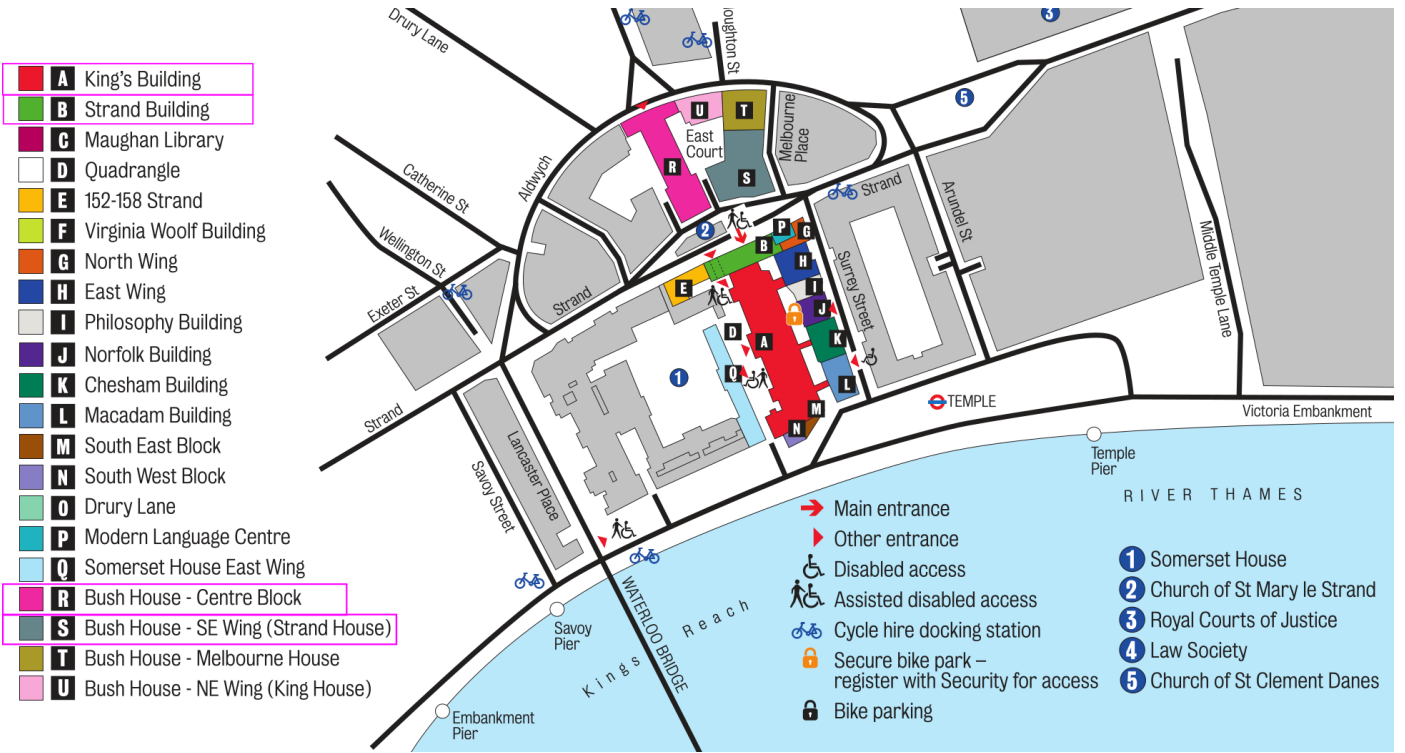 A King's Building
B Strand Building
C Maughan Library
D Quadrangle
E 152-158 Strand
F Virginia Woolf Building
G North Wing
H East Wing
I Philosophy Building
J Norfolk Building
K Chesham Building
L Macadam Building
M South East Block
N South West Block
O Drury Lane
P Modern Language Centre
Q Somerset House East Wing
R Bush House - Centre Block
S Bush House - SE Wing (Strand House)
T Bush House - Melbourne House
U Bush House - NE Wing (King House)
Drury Lane
oughton St
3
5
U
T
East
Court
Melbourne
Place
R
S
Aldwych
Catherine St
Wellington St
Exeter St
Strand
Strand
Strand
2
P
G
B
H
E
I
J
D
A
K
Q
L
M
N
1
Surrey Street
Arundel St
Middle Temple Lane
TEMPLE
Victoria Embankment
Temple
Pier
RIVER THAMES
Lancaster Place
Savoy Street
WATERLOO BRIDGE
Savoy
Pier
Kings Reach
Embankment
Pier
Main entrance
Other entrance
Disabled access
Assisted disabled access
Cycle hire docking station
Secure bike park –
register with Security for access
Bike parking
1 Somerset House
2 Church of St Mary le Strand
3 Royal Courts of Justice
4 Law Society
5 Church of St Clement Danes